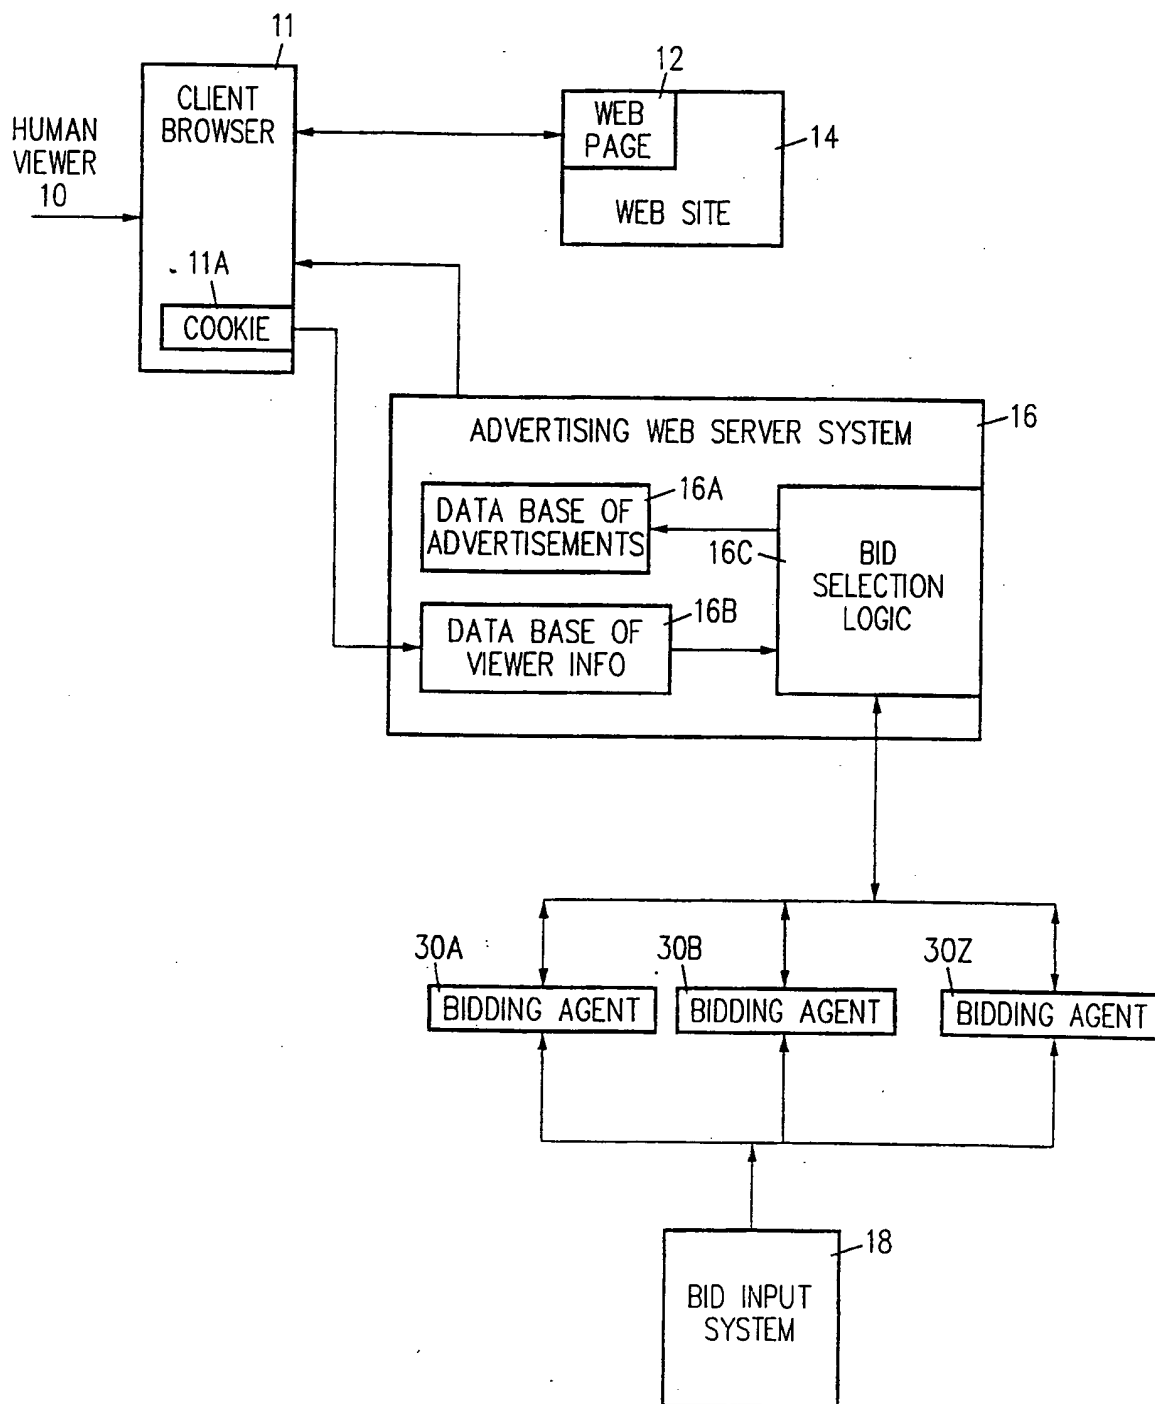 11
CLIENT
BROWSER
HUMAN
VIEWER
10
12
WEB
PAGE
14
WEB SITE
11A
COOKIE
16
ADVERTISING WEB SERVER SYSTEM
16A
DATA BASE OF
ADVERTISEMENTS
16C
BID
SELECTION
LOGIC
16B
DATA BASE OF
VIEWER INFO
30A
BIDDING AGENT
30B
BIDDING AGENT
30Z
BIDDING AGENT
18
BID INPUT
SYSTEM